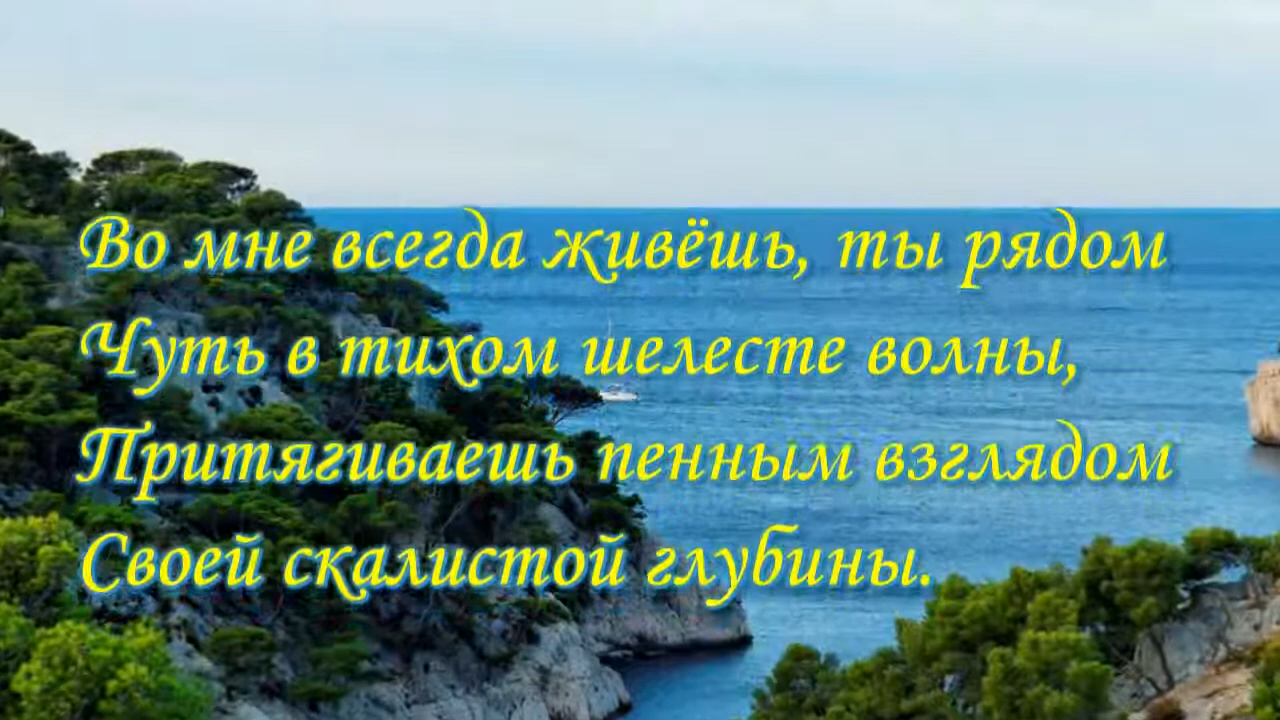 Во мне всегда живёшь, ты рядом
Чуть в тихом шелесте волны,
Притягиваешь пенным взглядом
Своей скалистой глубины.